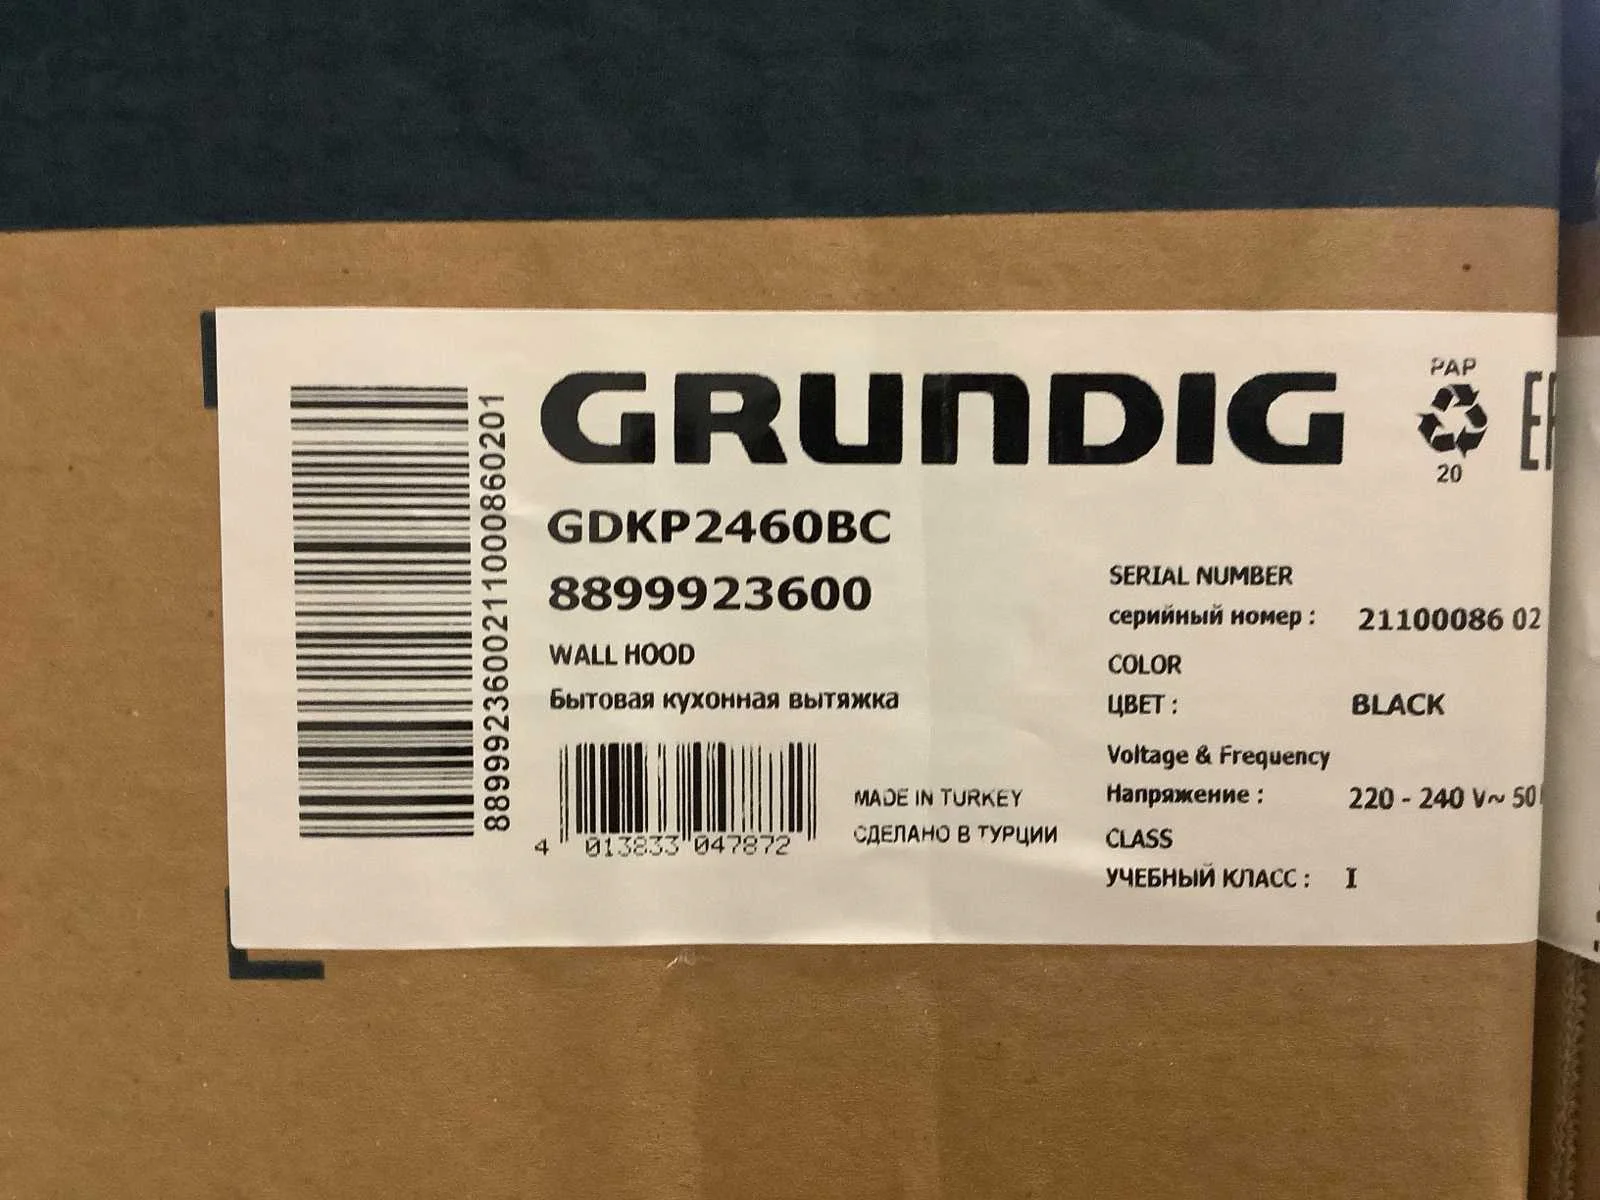 GRUNDIG
PAP
20
GDKP2460BC
8899923600
WALL HOOD
Бытовая кухонная вытяжка
889992360021100086020​1
4 013833 047872
MADE IN TURKEY
СДЕЛАНО В ТУРЦИИ
SERIAL NUMBER
серийный номер : 21100086 02
COLOR
ЦВЕТ : BLACK
Voltage & Frequency
Напряжение : 220 - 240 V~ 50
CLASS
УЧЕБНЫЙ КЛАСС : I